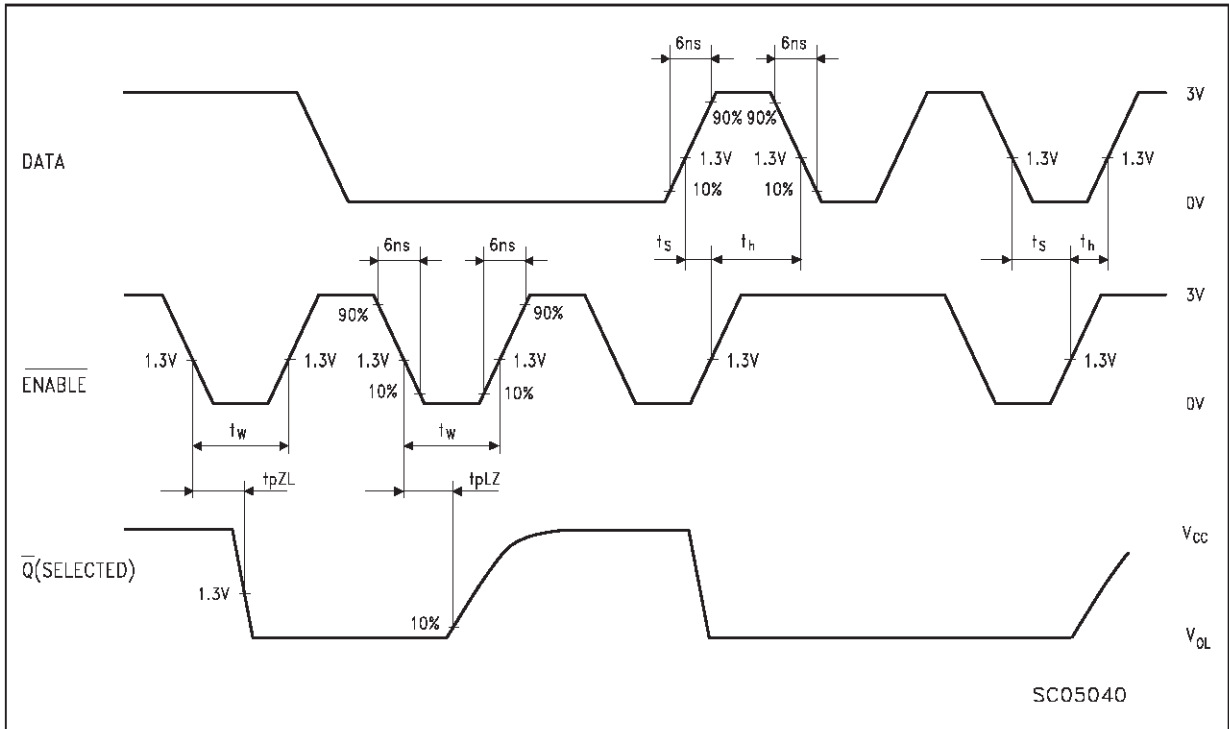 6ns 6ns
3V
90% 90%
DATA
1.3V 1.3V 1.3V 1.3V
10% 10%
0V
6ns 6ns
ts th ts th
3V
90% 90%
1.3V 1.3V 1.3V 1.3V 1.3V 1.3V
ENABLE
10% 10%
0V
tW tW
tpZL tpLZ
VCC
Q(SELECTED)
1.3V
10%
VOL
SC05040